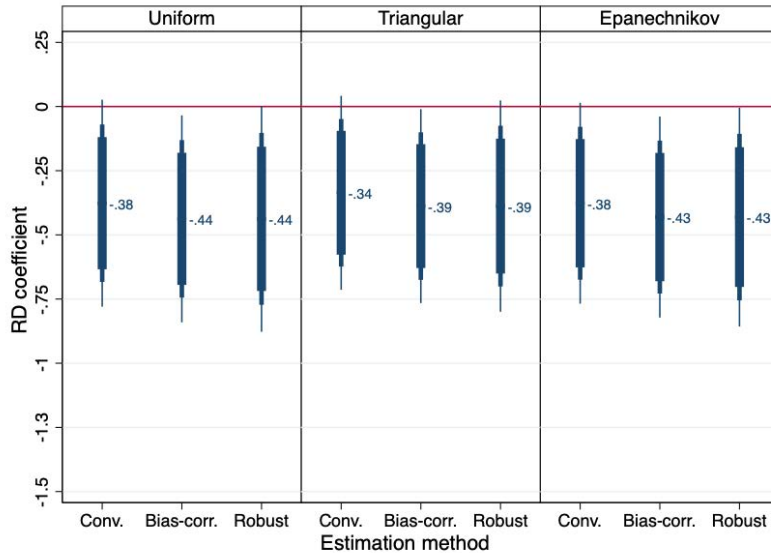 Uniform
Triangular
Epanechnikov
RD coefficient
.25
0
-.25
-.5
-.75
-1
-1.3
-1.5
-.38
-.44
-.44
-.34
-.39
-.39
-.38
-.43
-.43
Conv. Bias-corr. Robust
Conv. Bias-corr. Robust
Conv. Bias-corr. Robust
Estimation method